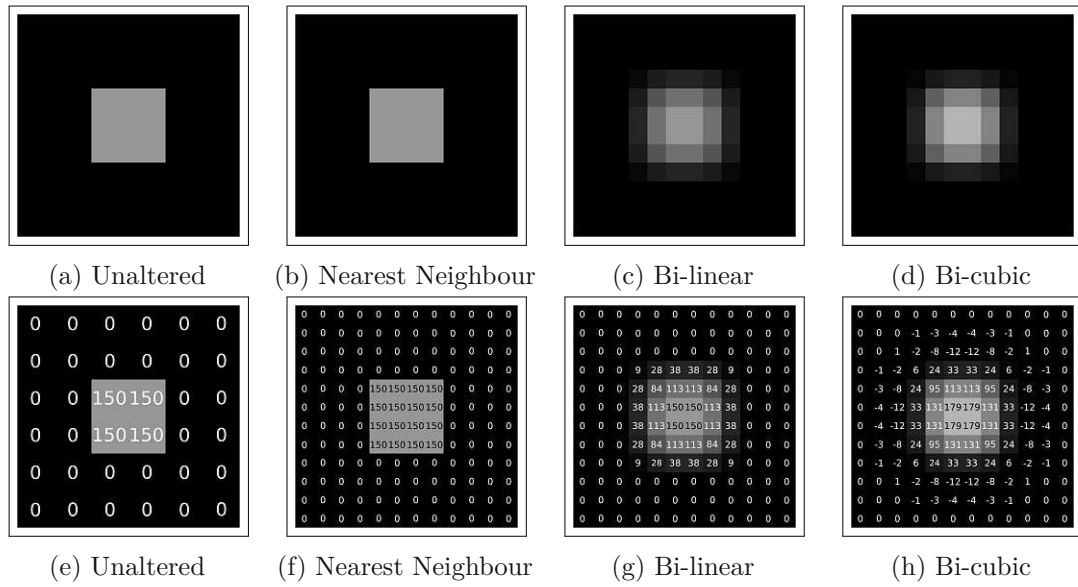 (a) Unaltered
(b) Nearest Neighbour
(c) Bi-linear
(d) Bi-cubic
0 0 0 0 0 0
0 0 0 0 0 0
0 0 150 150 0 0
0 0 150 150 0 0
0 0 0 0 0 0
0 0 0 0 0 0
(e) Unaltered
0 0 0 0 0 0 0 0 0 0 0 0
0 0 0 0 0 0 0 0 0 0 0 0
0 0 0 0 0 0 0 0 0 0 0 0
0 0 0 0 0 0 0 0 0 0 0 0
0 0 0 0 150 150 150 150 0 0 0 0
0 0 0 0 150 150 150 150 0 0 0 0
0 0 0 0 150 150 150 150 0 0 0 0
0 0 0 0 150 150 150 150 0 0 0 0
0 0 0 0 0 0 0 0 0 0 0 0
0 0 0 0 0 0 0 0 0 0 0 0
0 0 0 0 0 0 0 0 0 0 0 0
0 0 0 0 0 0 0 0 0 0 0 0
(f) Nearest Neighbour
0 0 0 0 0 0 0 0 0 0 0 0
0 0 0 0 0 0 0 0 0 0 0 0
0 0 0 0 0 0 0 0 0 0 0 0
0 0 0 9 28 38 38 28 9 0 0 0
0 0 0 28 84 113 113 84 28 0 0 0
0 0 0 38 113 150 150 113 38 0 0 0
0 0 0 38 113 150 150 113 38 0 0 0
0 0 0 28 84 113 113 84 28 0 0 0
0 0 0 9 28 38 38 28 9 0 0 0
0 0 0 0 0 0 0 0 0 0 0 0
0 0 0 0 0 0 0 0 0 0 0 0
0 0 0 0 0 0 0 0 0 0 0 0
(g) Bi-linear
0 0 0 0 0 0 0 0 0 0 0 0
0 0 0 -1 -3 -4 -4 -3 -1 0 0 0
0 0 1 -2 -8 -12 -12 -8 -2 1 0 0
0 -1 -2 6 24 33 33 24 6 -2 -1 0
0 -3 -8 24 95 113 113 95 24 -8 -3 0
0 -4 -12 33 131 179 179 131 33 -12 -4 0
0 -4 -12 33 131 179 179 131 33 -12 -4 0
0 -3 -8 24 95 131 131 95 24 -8 -3 0
0 -1 -2 6 24 33 33 24 6 -2 -1 0
0 0 1 -2 -8 -12 -12 -8 -2 1 0 0
0 0 0 -1 -3 -4 -4 -3 -1 0 0 0
0 0 0 0 0 0 0 0 0 0 0 0
(h) Bi-cubic